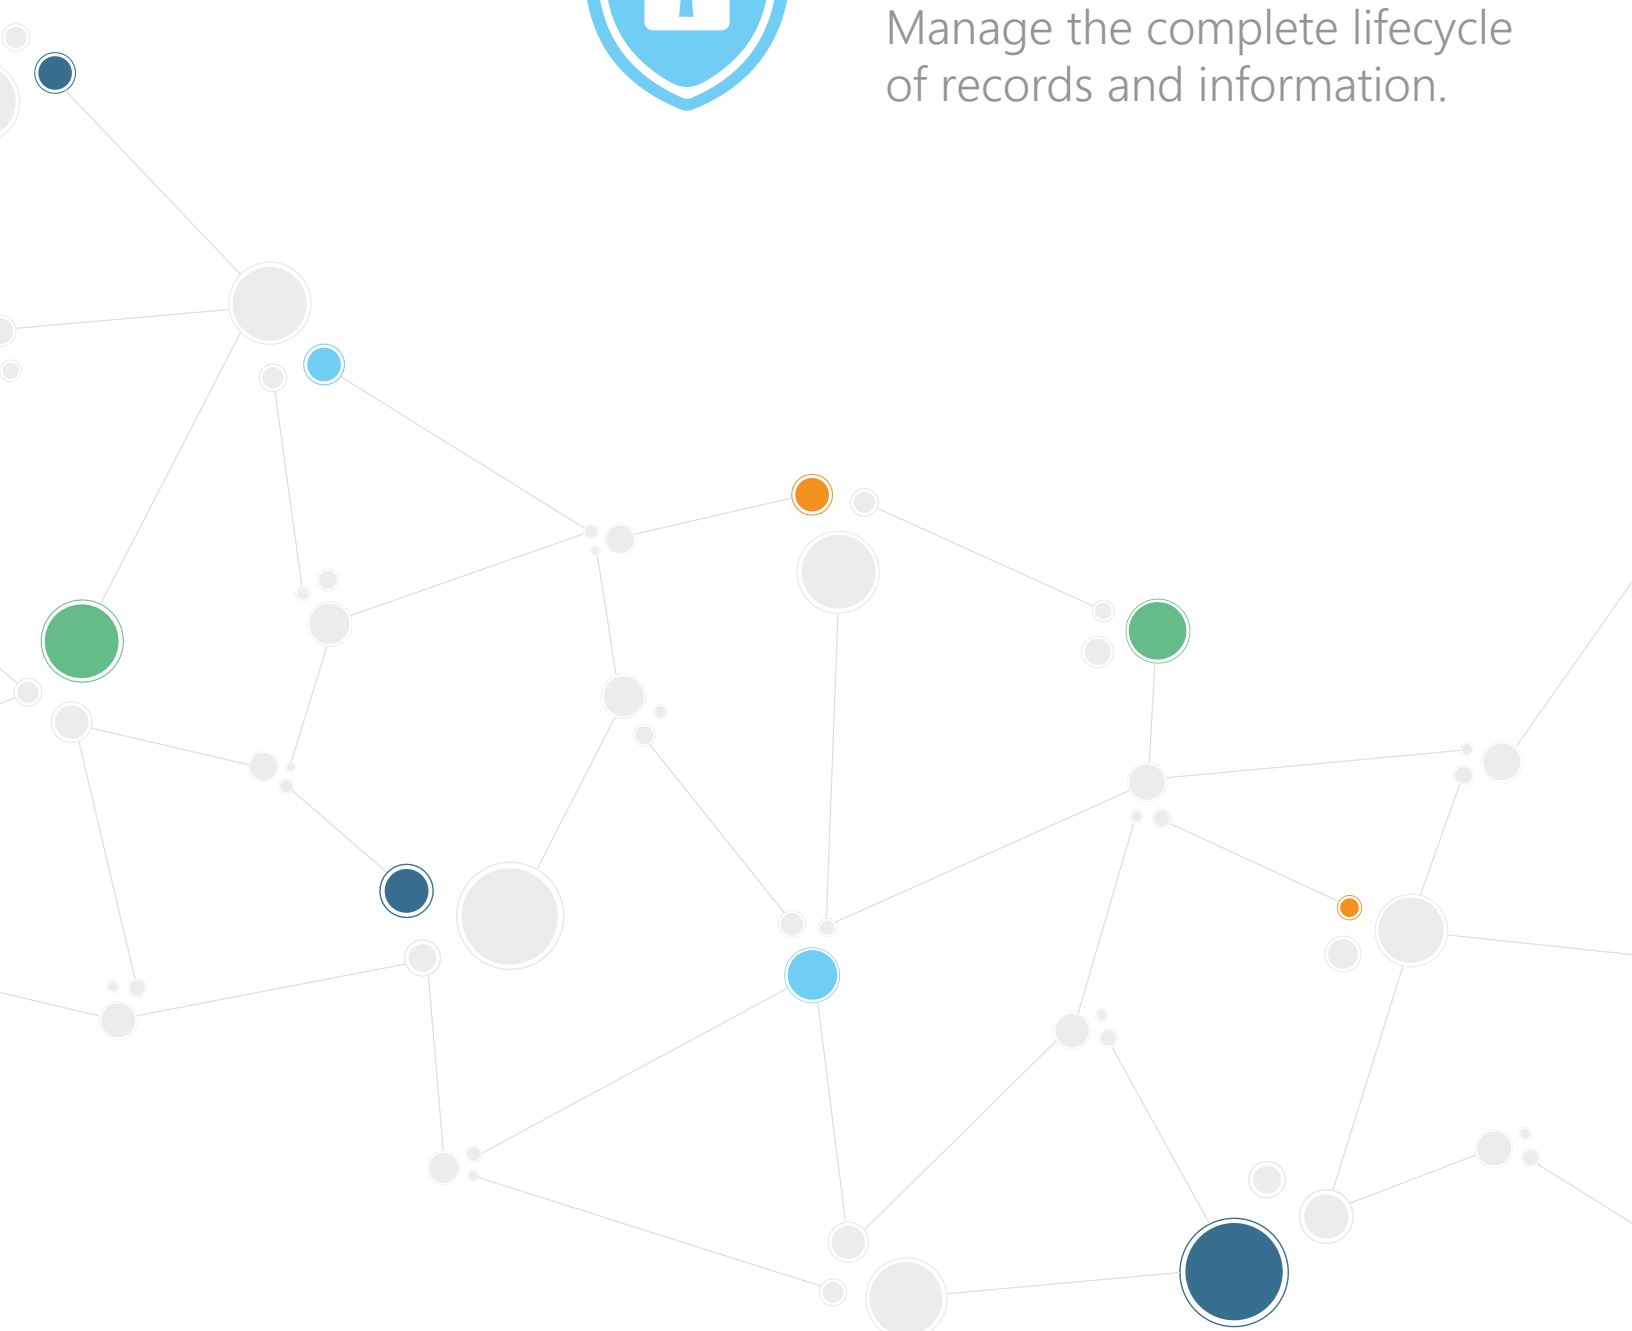 Manage the complete lifecycle
of records and information.